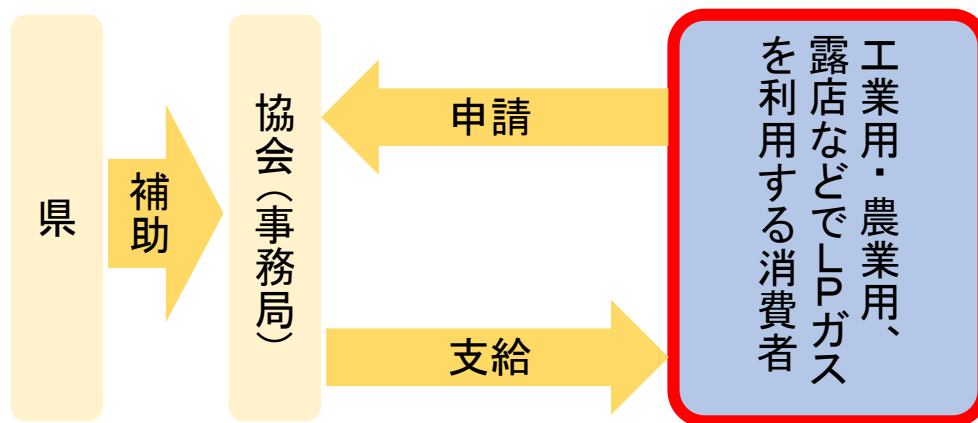 県
補助
協会（事務局）
申請
支給
工業用・農業用、
露店などでLPガス
を利用する消費者